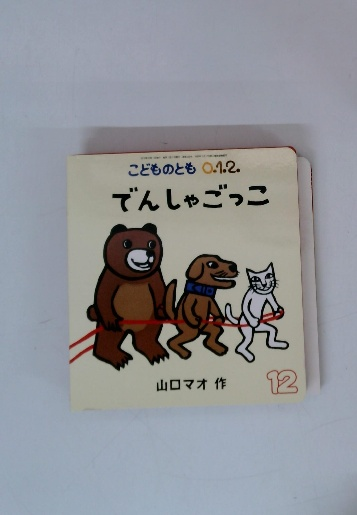 こどものとも 0.1.2.
でんしゃごっこ
山口マオ 作
12